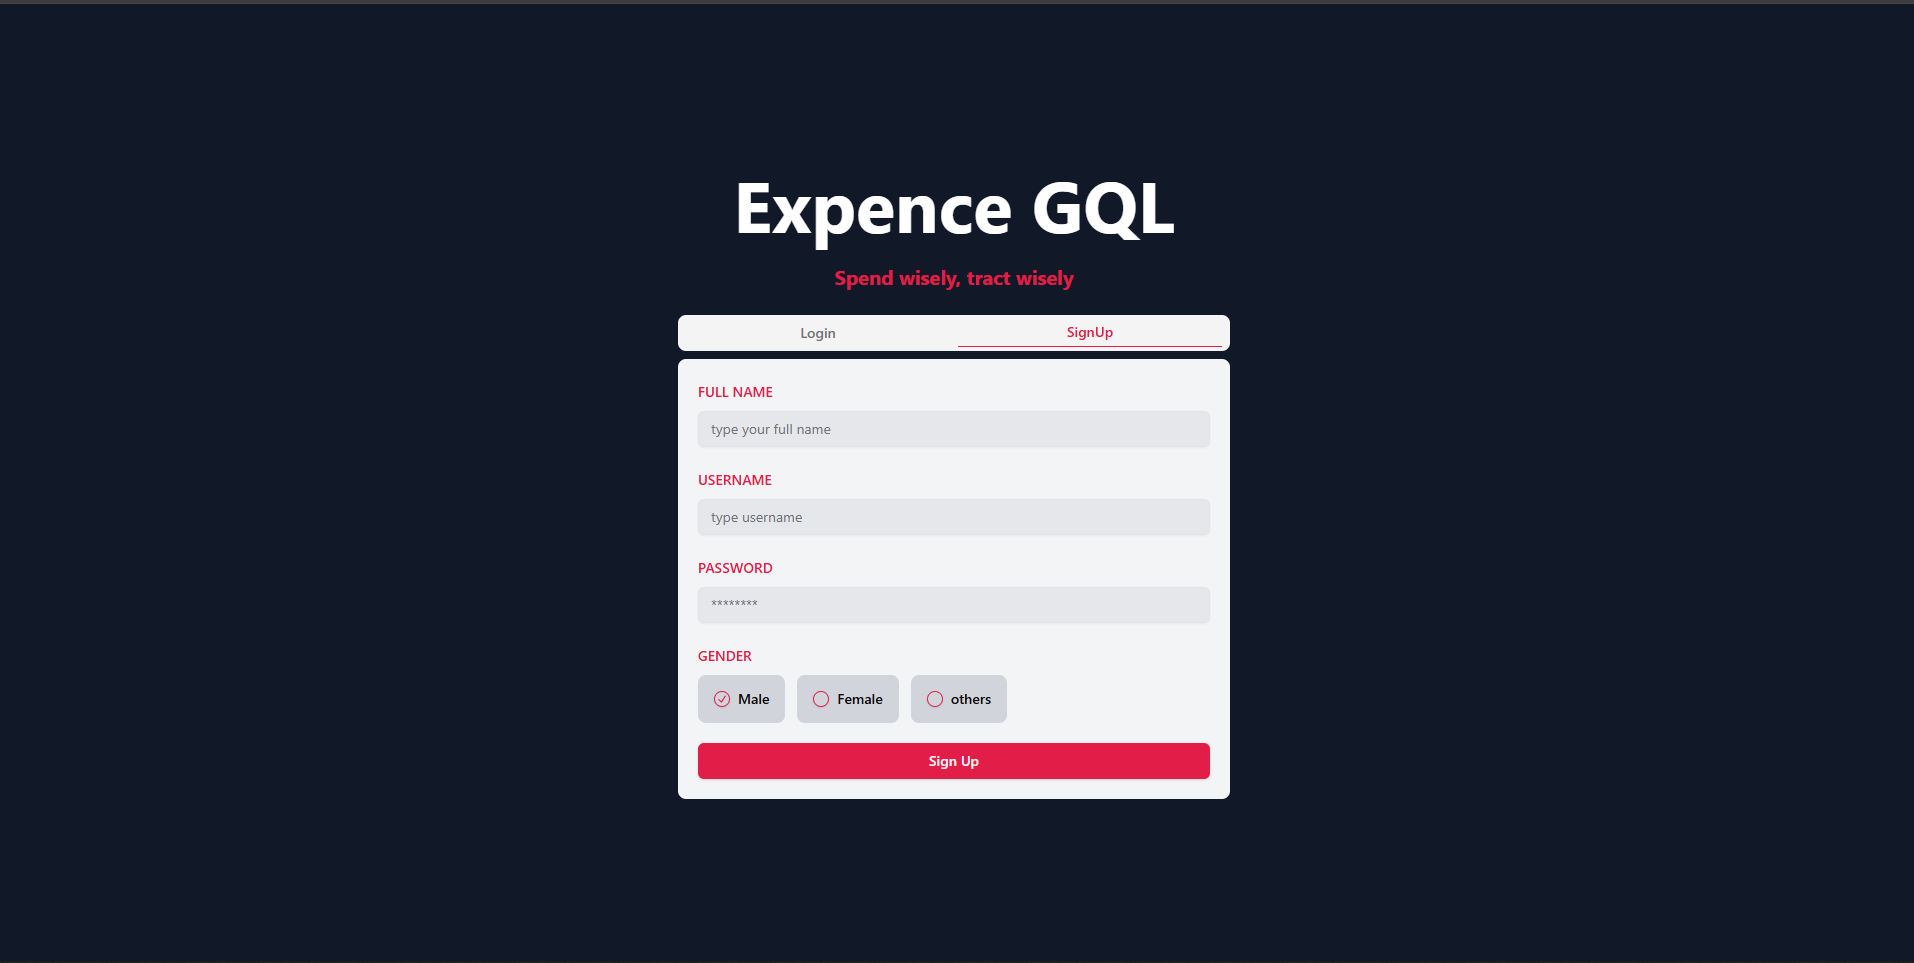 Expence GQL
Spend wisely, tract wisely
Login SignUp
FULL NAME
type your full name
USERNAME
type username
PASSWORD
********
GENDER
Male Female others
Sign Up